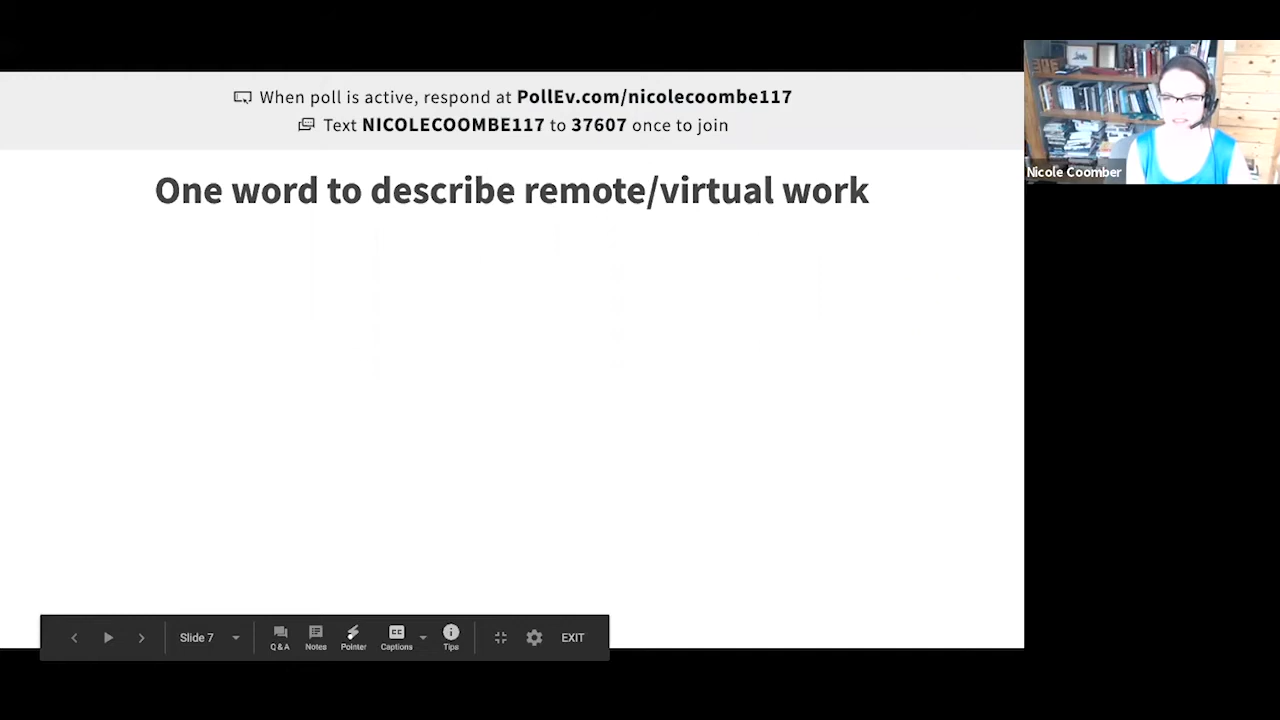 When poll is active, respond at PollEv.com/nicolecoombe117
Text NICOLECOOMBE117 to 37607 once to join
One word to describe remote/virtual work
Nicole Coomber
Slide 7
Q&A
Notes
Pointer
CC
Captions
Tips
EXIT